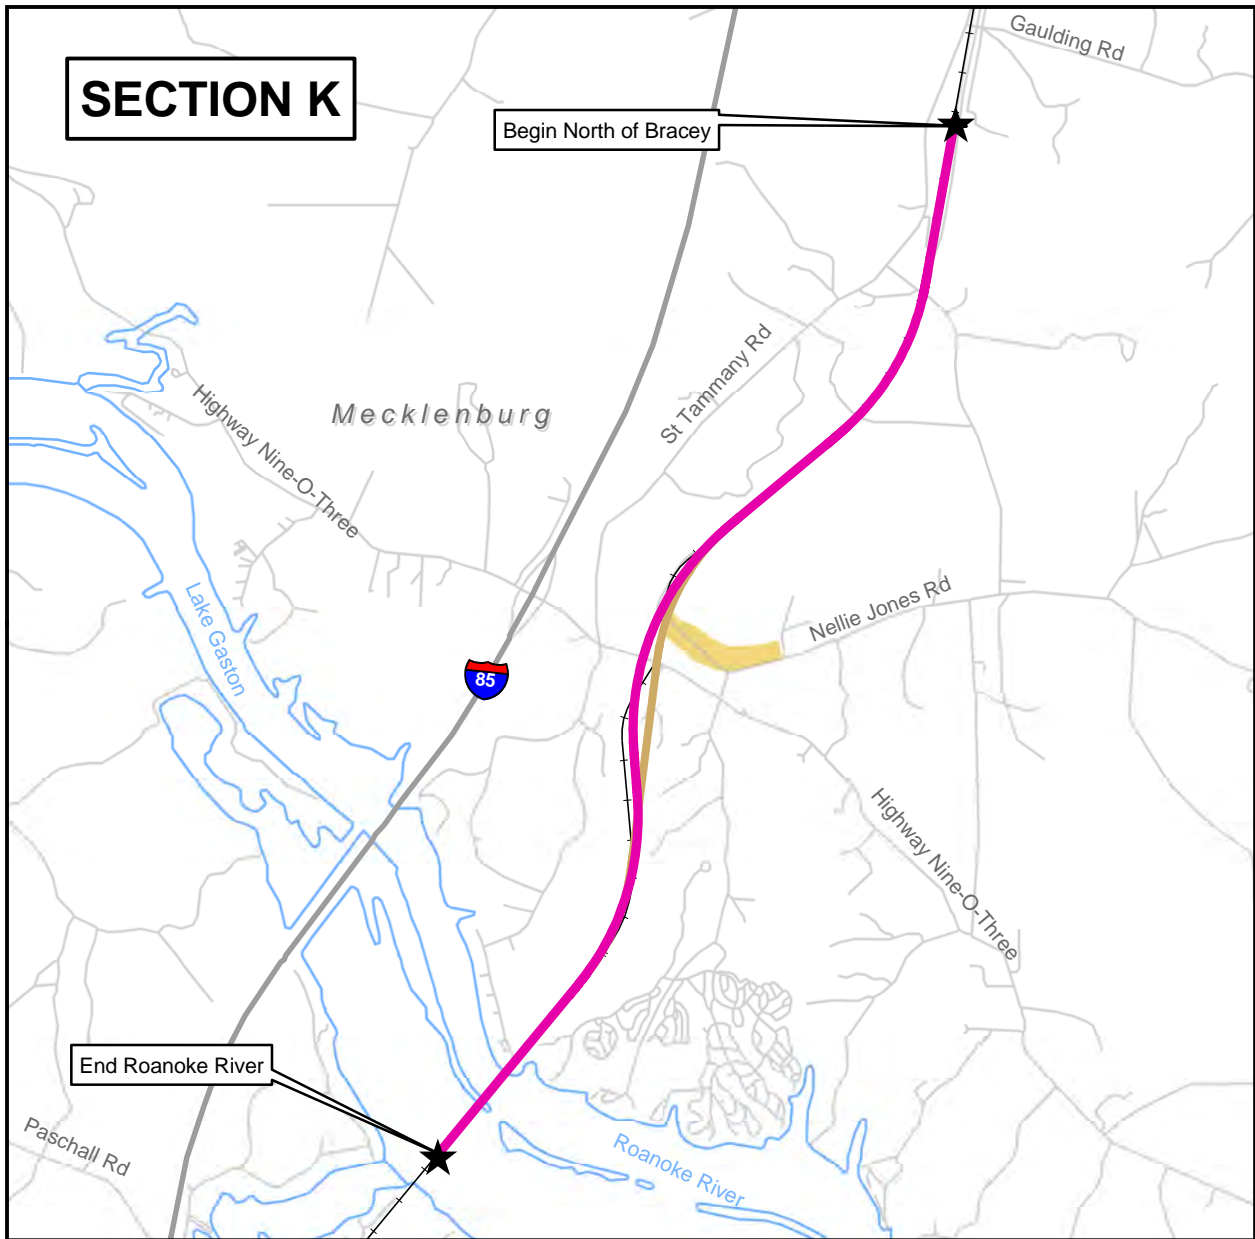 Gaulding Rd
SECTION K
Begin North of Bracey
St Tammany Rd
Highway Nine-O-Three
Mecklenburg
Lake Gaston
Nellie Jones Rd
85
Highway Nine-O-Three
End Roanoke River
Paschall Rd
Roanoke River